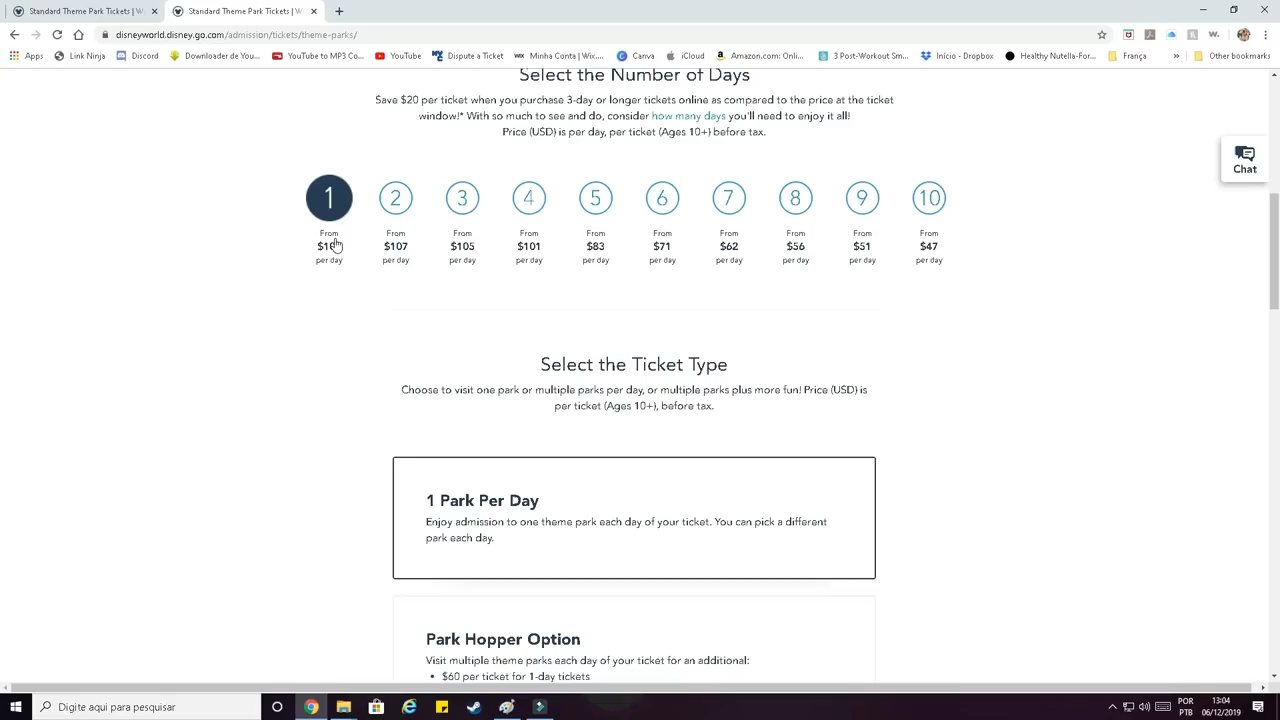 Standard Theme Park Tickets | W
Standard Theme Park Tickets | W
disneyworld.disney.go.com/admission/tickets/theme-parks/
Apps Link Ninja Discord Downloader de You... YouTube to MP3 Co... YouTube Dispute a Ticket Minha Conta | Wix.... Canva iCloud Amazon.com: Onli... 3 Post-Workout Sm... Início - Dropbox Healthy Nutella-For... França » Other bookmarks
Select the Number of Days
Save $20 per ticket when you purchase 3-day or longer tickets online as compared to the price at the ticket
window!* With so much to see and do, consider how many days you'll need to enjoy it all!
Price (USD) is per day, per ticket (Ages 10+) before tax.
Chat
1 2 3 4 5 6 7 8 9 10
From From From From From From From From From From
$107 $105 $101 $83 $71 $62 $56 $51 $47
per day per day per day per day per day per day per day per day per day per day
Select the Ticket Type
Choose to visit one park or multiple parks per day, or multiple parks plus more fun! Price (USD) is
per ticket (Ages 10+), before tax.
1 Park Per Day
Enjoy admission to one theme park each day of your ticket. You can pick a different
park each day.
Park Hopper Option
Visit multiple theme parks each day of your ticket for an additional:
• $60 per ticket for 1-day tickets
Digite aqui para pesquisar
POR
PTB
13:04
06/12/2019